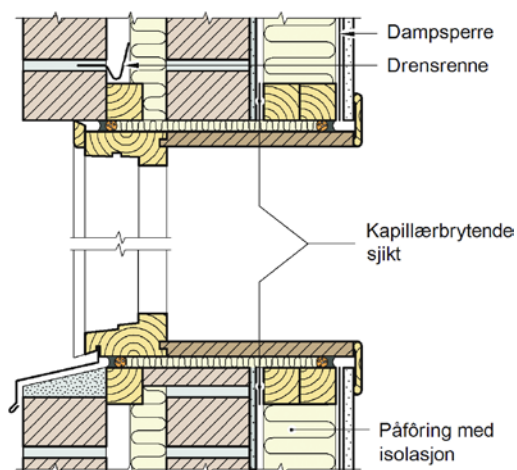 Dampsperre
Drensrenne
Kapillærbrytende
sjikt
Påfôring med
isolasjon